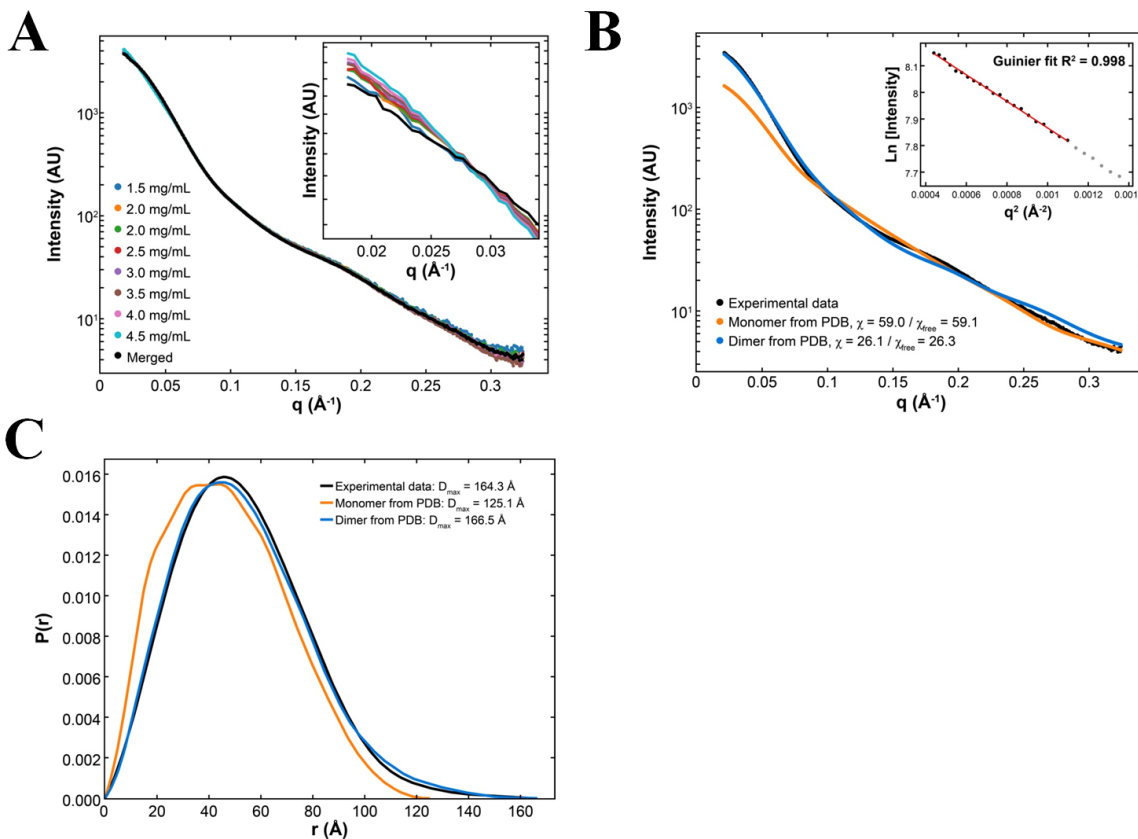 A
Intensity (AU)
10³
10²
10¹
0
0.05
0.1
0.15
0.2
0.25
0.3
q (Å⁻¹)
1.5 mg/mL
2.0 mg/mL
2.0 mg/mL
2.5 mg/mL
3.0 mg/mL
3.5 mg/mL
4.0 mg/mL
4.5 mg/mL
Merged
Intensity (AU)
0.02
0.025
0.03
q (Å⁻¹)
B
Intensity (AU)
10³
10²
10¹
0
0.05
0.1
0.15
0.2
0.25
0.3
q (Å⁻¹)
Experimental data
Monomer from PDB, χ = 59.0 / χfree = 59.1
Dimer from PDB, χ = 26.1 / χfree = 26.3
Guinier fit R² = 0.998
Ln [Intensity]
8.1
8
7.9
7.8
7.7
0.0004 0.0006 0.0008 0.001 0.0012 0.001
q² (Å⁻²)
C
P(r)
0.016
0.014
0.012
0.010
0.008
0.006
0.004
0.002
0.000
0 20 40 60 80 100 120 140 160
r (Å)
Experimental data: Dmax = 164.3 Å
Monomer from PDB: Dmax = 125.1 Å
Dimer from PDB: Dmax = 166.5 Å